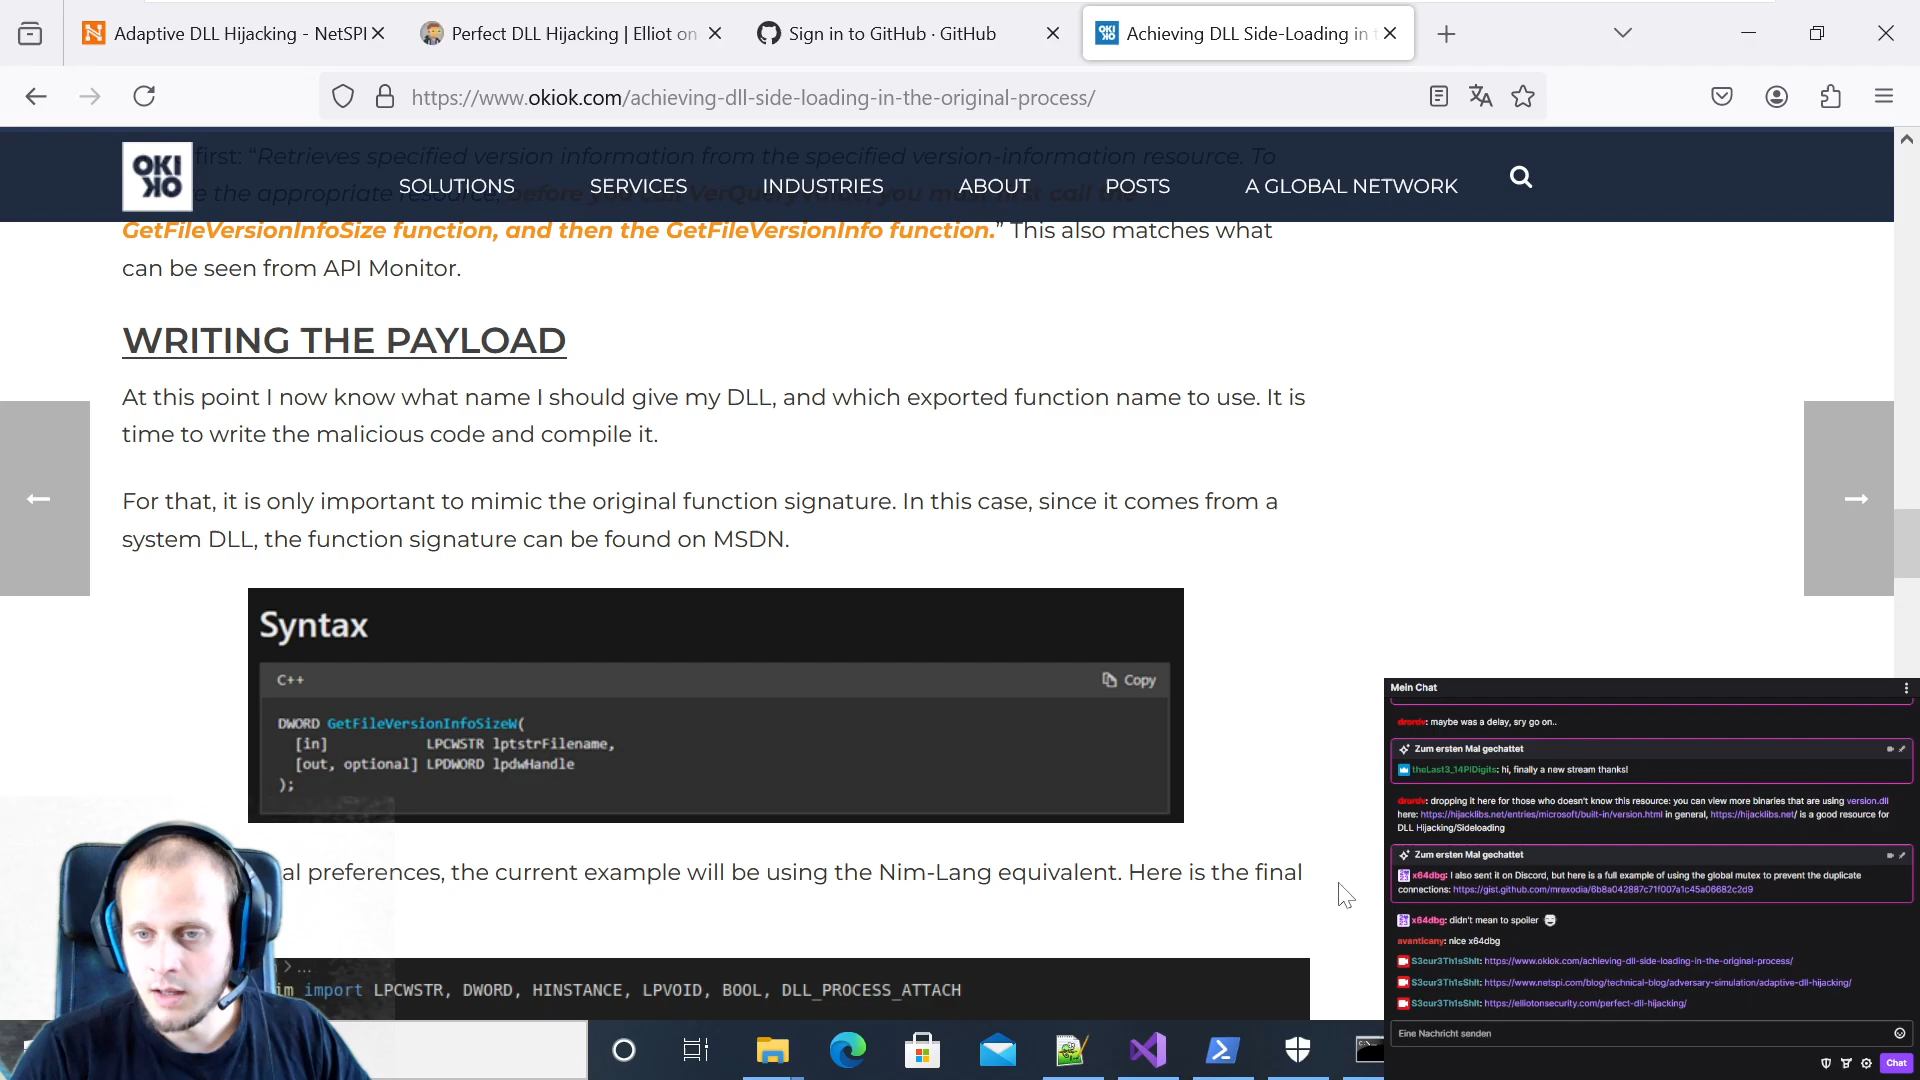 Adaptive DLL Hijacking - NetSPI
Perfect DLL Hijacking | Elliot on
Sign in to GitHub · GitHub
Achieving DLL Side-Loading in t
https://www.okiok.com/achieving-dll-side-loading-in-the-original-process/
OKI
OK
first: “Retrieves specified version information from the specified version-information resource. To
the appropriate resource, before you call VerQueryValue, you must first call the
SOLUTIONS
SERVICES
INDUSTRIES
ABOUT
POSTS
A GLOBAL NETWORK
GetFileVersionInfoSize function, and then the GetFileVersionInfo function.” This also matches what
can be seen from API Monitor.
WRITING THE PAYLOAD
At this point I now know what name I should give my DLL, and which exported function name to use. It is
time to write the malicious code and compile it.
For that, it is only important to mimic the original function signature. In this case, since it comes from a
system DLL, the function signature can be found on MSDN.
Syntax
C++
Copy
DWORD GetFileVersionInfoSizeW(
[in] LPCWSTR lptstrFilename,
[out, optional] LPDWORD lpdwHandle
);
al preferences, the current example will be using the Nim-Lang equivalent. Here is the final
> ...
im import LPCWSTR, DWORD, HINSTANCE, LPVOID, BOOL, DLL_PROCESS_ATTACH
Mein Chat
drordv: maybe was a delay, sry go on..
Zum ersten Mal gechattet
theLast3_14PIDigits: hi, finally a new stream thanks!
drordv: dropping it here for those who doesn't know this resource: you can view more binaries that are using version.dll
here: https://hijacklibs.net/entries/microsoft/built-in/version.html in general, https://hijacklibs.net/ is a good resource for
DLL Hijacking/Sideloading
Zum ersten Mal gechattet
x64dbg: I also sent it on Discord, but here is a full example of using the global mutex to prevent the duplicate
connections: https://gist.github.com/mrexodia/6b8a042887c71f007a1c45a06682c2d9
x64dbg: didn't mean to spoiler
avanticany: nice x64dbg
S3cur3Th1sSh1t: https://www.okiok.com/achieving-dll-side-loading-in-the-original-process/
S3cur3Th1sSh1t: https://www.netspi.com/blog/technical-blog/adversary-simulation/adaptive-dll-hijacking/
S3cur3Th1sSh1t: https://elliotonsecurity.com/perfect-dll-hijacking/
Eine Nachricht senden
Chat